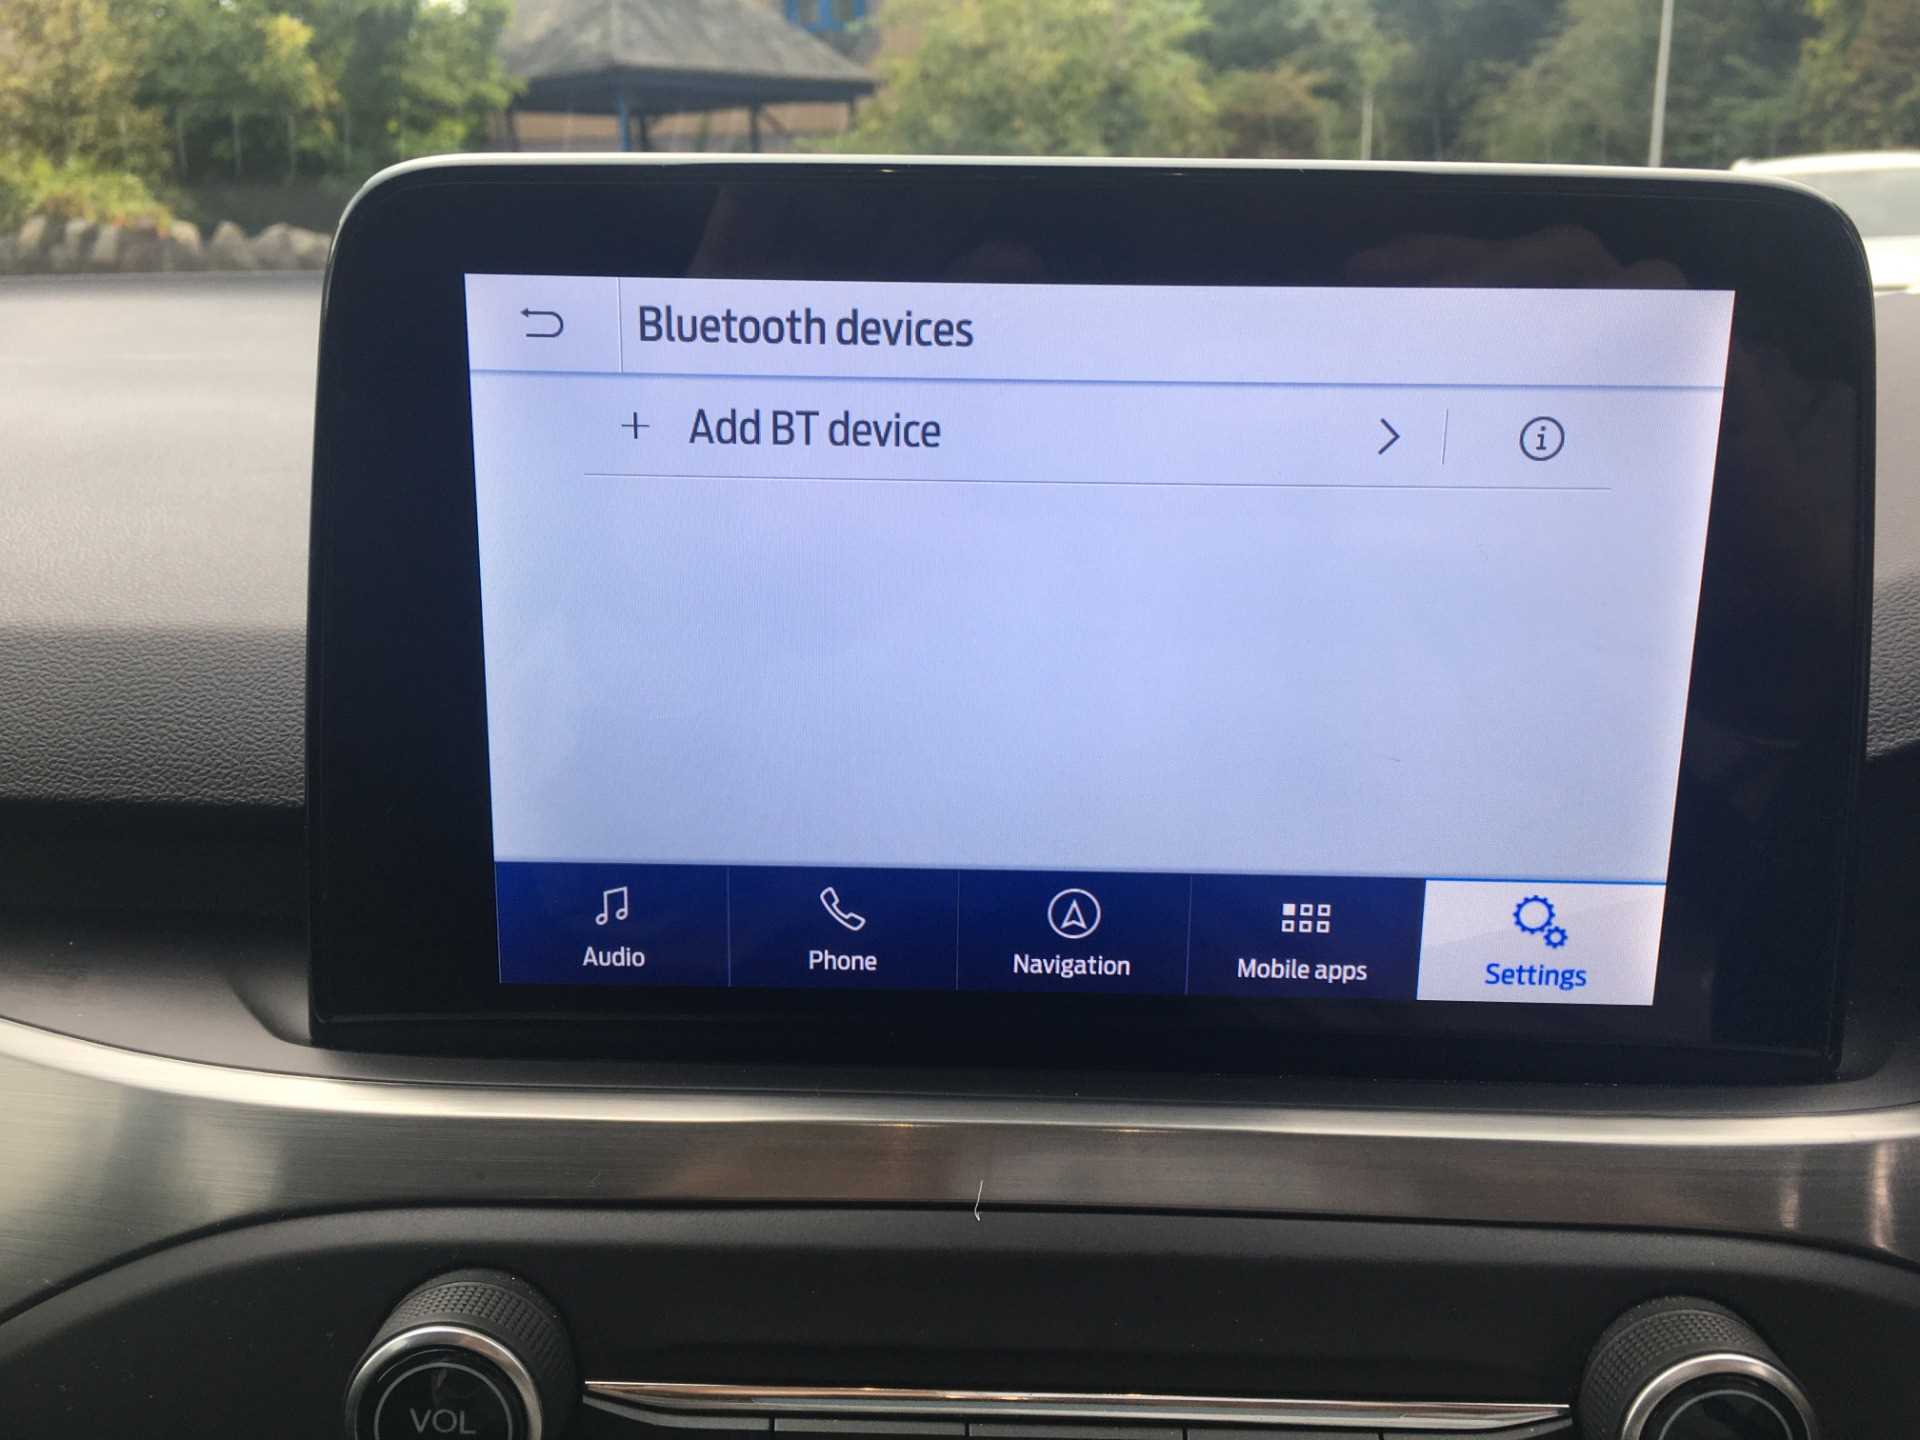 Bluetooth devices
+ Add BT device
Audio
Phone
Navigation
Mobile apps
Settings
VOL